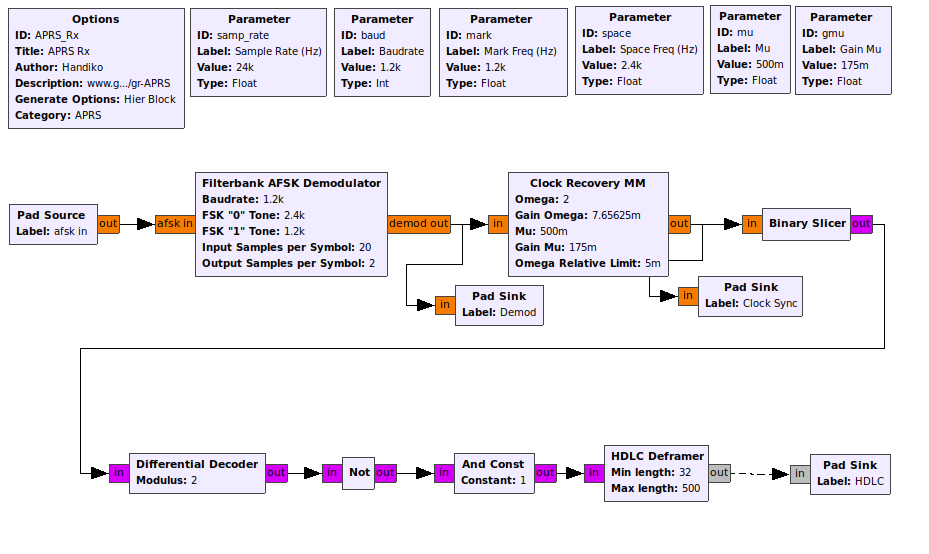 Options
ID: APRS_Rx
Title: APRS Rx
Author: Handiko
Description: www.g.../gr-APRS
Generate Options: Hier Block
Category: APRS
Parameter
ID: samp_rate
Label: Sample Rate (Hz)
Value: 24k
Type: Float
Parameter
ID: baud
Label: Baudrate
Value: 1.2k
Type: Int
Parameter
ID: mark
Label: Mark Freq (Hz)
Value: 1.2k
Type: Float
Parameter
ID: space
Label: Space Freq (Hz)
Value: 2.4k
Type: Float
Parameter
ID: mu
Label: Mu
Value: 500m
Type: Float
Parameter
ID: gmu
Label: Gain Mu
Value: 175m
Type: Float
Pad Source
Label: afsk in
out
afsk in
Filterbank AFSK Demodulator
Baudrate: 1.2k
FSK "0" Tone: 2.4k
FSK "1" Tone: 1.2k
Input Samples per Symbol: 20
Output Samples per Symbol: 2
demod out
in
Clock Recovery MM
Omega: 2
Gain Omega: 7.65625m
Mu: 500m
Gain Mu: 175m
Omega Relative Limit: 5m
out
in
Binary Slicer
out
in
Pad Sink
Label: Demod
in
Pad Sink
Label: Clock Sync
in
Differential Decoder
Modulus: 2
out
in
Not
out
in
And Const
Constant: 1
out
in
HDLC Deframer
Min length: 32
Max length: 500
out
in
Pad Sink
Label: HDLC